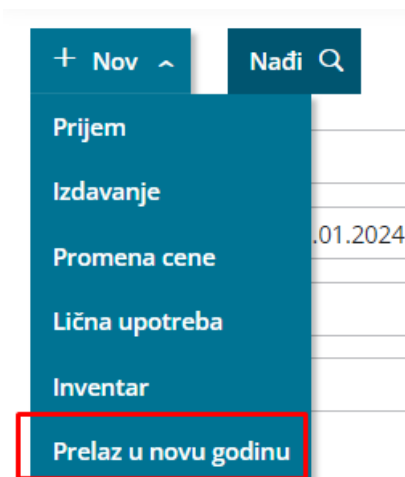 + Nov
Nađi
Prijem
Izdavanje
.01.2024
Promena cene
Lična upotreba
Inventar
Prelaz u novu godinu